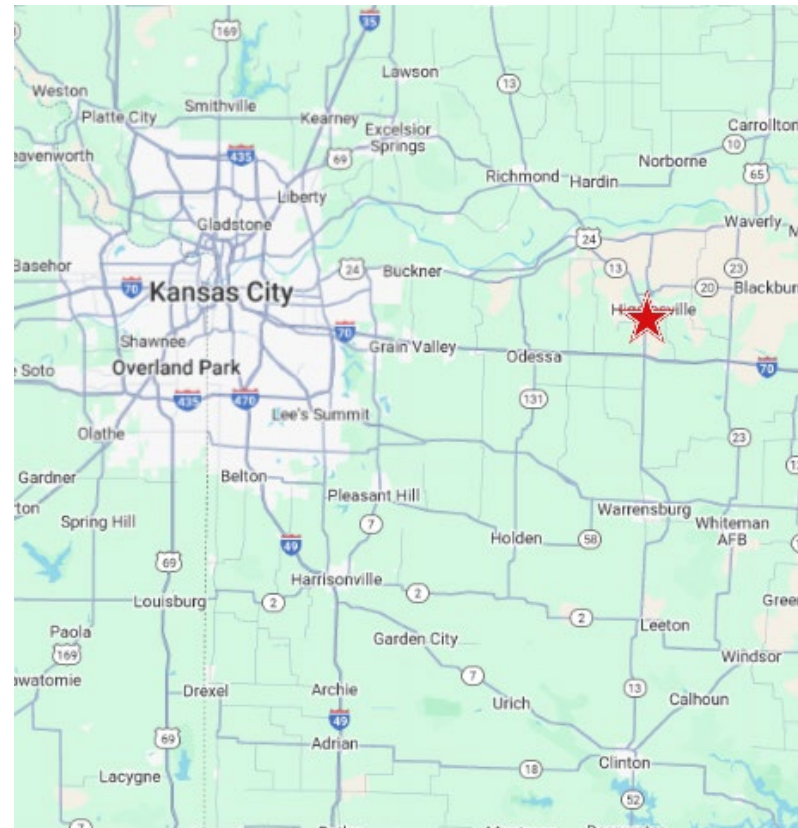 35
169
Lawson
13
Weston
Smithville
Platte City
Kearney
Carrollton
Excelsior
Springs
10
eavenworth
435
69
Norborne
65
Richmond
Hardin
Liberty
Gladstone
Waverly
24
Basehor
24
Buckner
13
23
70
20
Blackbur
Kansas City
Shawnee
70
Grain Valley
Odessa
70
e Soto
Overland Park
435
470
131
Lee's Summit
Olathe
23
Gardner
Belton
Pleasant Hill
rton
Spring Hill
7
Warrensburg
Whiteman
AFB
49
Holden
58
69
Harrisonville
2
2
Louisburg
Gree
2
Leeton
Paola
Garden City
169
Windsor
awatomie
7
Drexel
Archie
13
Calhoun
Urich
49
69
Adrian
Clinton
18
Lacygne
52